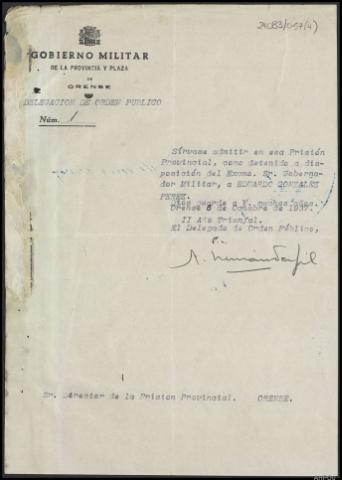 24083/057(4)
GOBIERNO MILITAR
DE LA PROVINCIA Y PLAZA
DE
ORENSE
DELEGACION DE ORDEN PUBLICO
Núm. 1
Sírvase admitir en esa Prisión
Provincial, como detenido a dis-
posición del Excmo. Sr. Goberna-
dor Militar, a EDUARDO GONZALEZ
PEREZ.
Dios guarde a V. muchos años.
Orense 8 de Octubre de 1937.
II Año Triunfal.
El Delegado de Orden Público,
Sr. Director de la Prision Provincial. ORENSE.